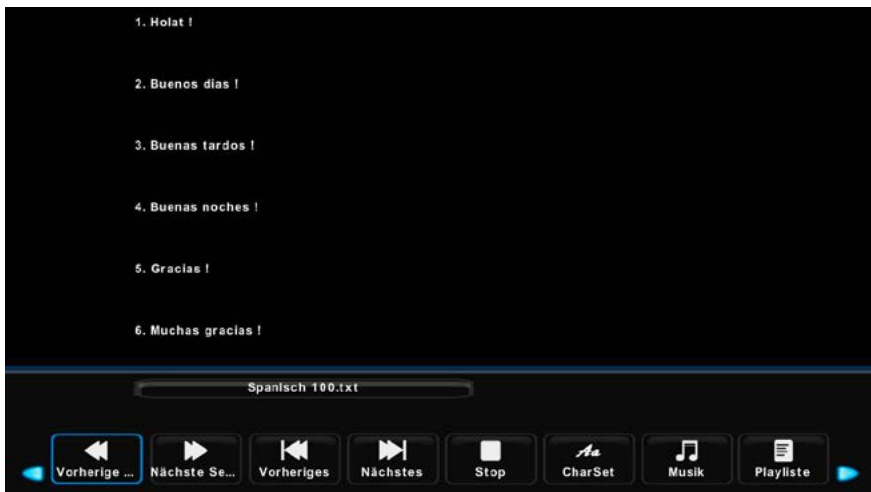 1. Holat !
2. Buenos dias !
3. Buenas tardos !
4. Buenas noches !
5. Gracias !
6. Muchas gracias !
Spanisch 100.txt
Vorherige ... Nächste Se... Vorheriges Nächstes Stop CharSet Musik Playliste